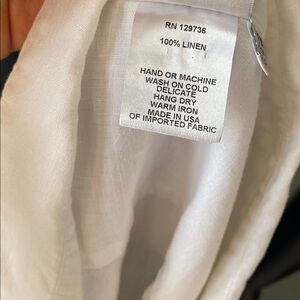 RN 129736
100% LINEN
HAND OR MACHINE
WASH ON COLD
DELICATE
HANG DRY
WARM IRON
MADE IN USA
OF IMPORTED FABRIC